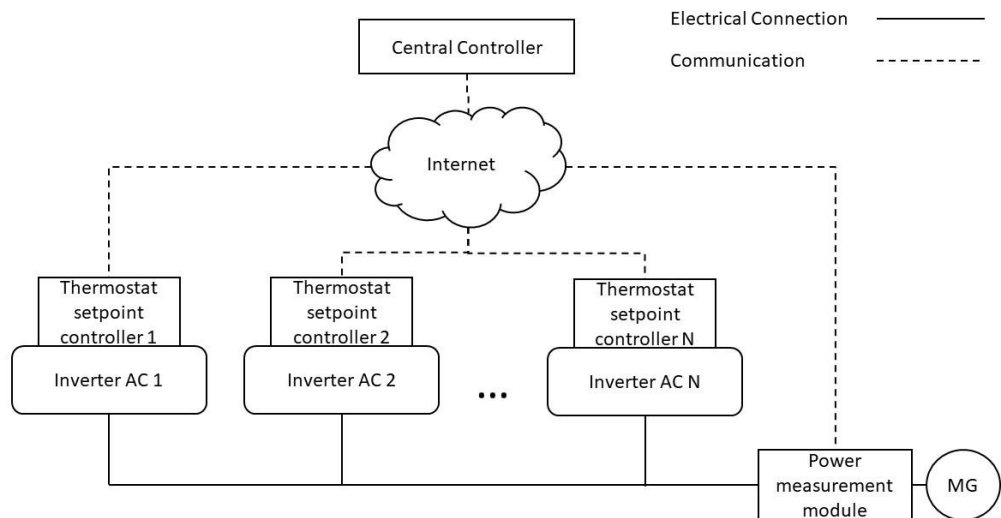 Electrical Connection
Central Controller
Communication
Internet
Thermostat
setpoint
controller 1
Thermostat
setpoint
controller 2
Thermostat
setpoint
controller N
Inverter AC 1
Inverter AC 2
...
Inverter AC N
Power
measurement
module
MG